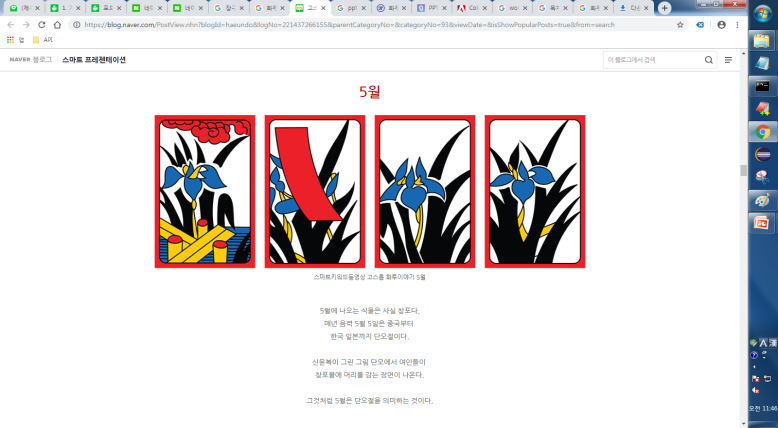 https://blog.naver.com/PostView.nhn?blogId=haeundo&logNo=221437266155&parentCategoryNo=&categoryNo=93&viewDate=&isShowPopularPosts=true&from=search
앱 API
NAVER 블로그 스마트 프레젠테이션
이 블로그에서 검색
5월
스마트키워드동영상 고스톱 화투이야기 5월
5월에 나오는 식물은 사실 창포다.
매년 음력 5월 5일은 중국부터
한국 일본까지 단오절이다.
신윤복이 그린 그림 단오에서 여인들이
창포물에 머리를 감는 장면이 나온다.
그것처럼 5월은 단오절을 의미하는 것이다.
A 漢
오전 11:46